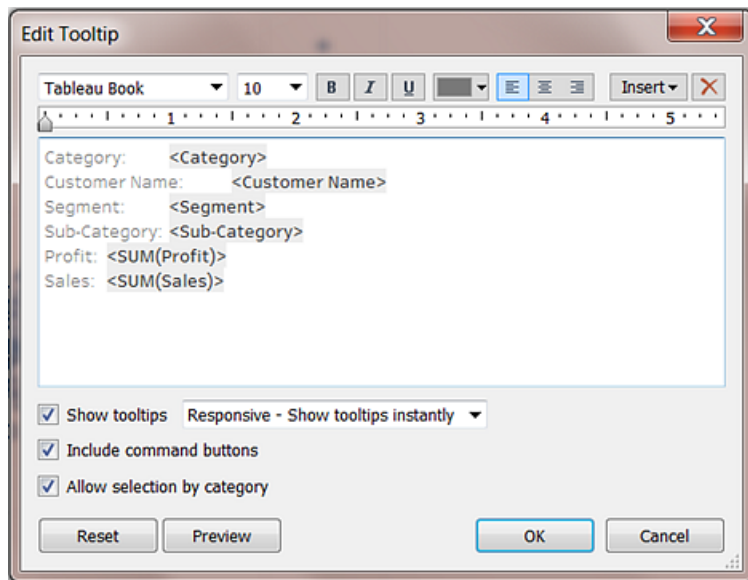 Edit Tooltip
Tableau Book 10 B I U Insert
1 2 3 4 5
Category: <Category>
Customer Name: <Customer Name>
Segment: <Segment>
Sub-Category: <Sub-Category>
Profit: <SUM(Profit)>
Sales: <SUM(Sales)>
Show tooltips Responsive - Show tooltips instantly
Include command buttons
Allow selection by category
Reset Preview OK Cancel